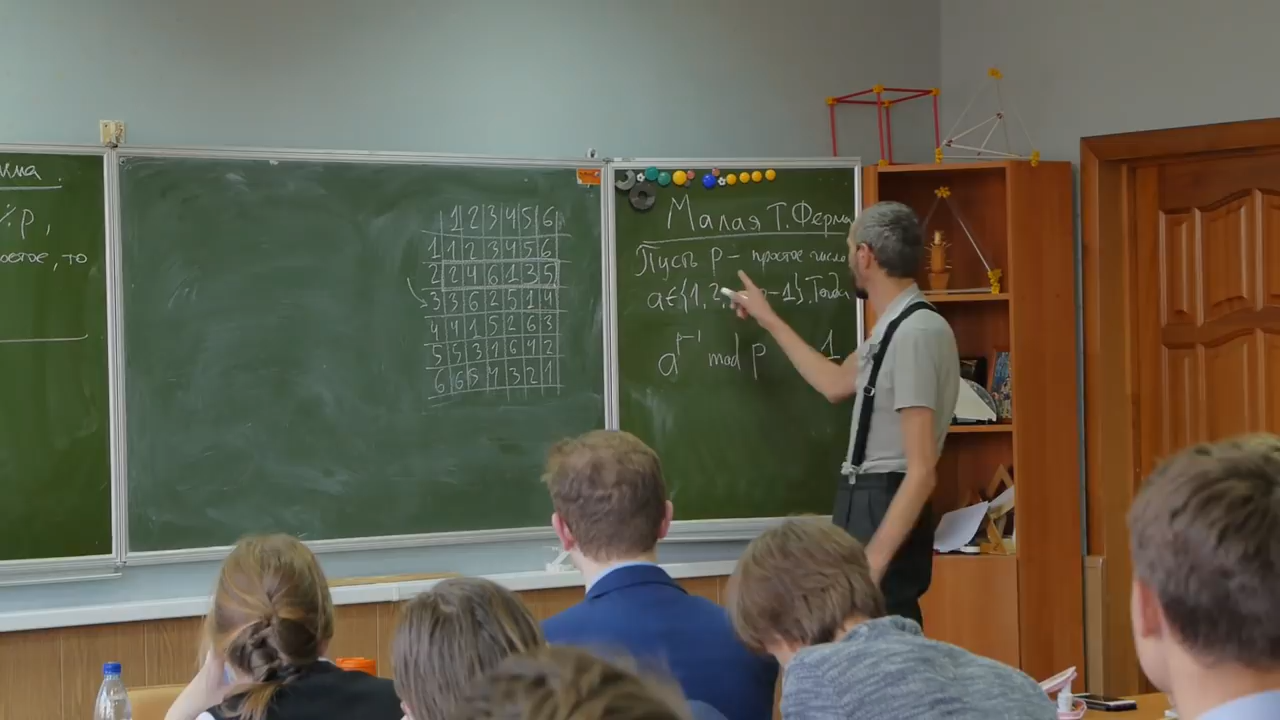 % p,
то
1 2 3 4 5 6
1 1 2 3 4 5 6
2 2 4 6 1 3 5
3 3 6 2 5 1 4
4 4 1 5 2 6 3
5 5 3 1 6 4 2
6 6 5 4 3 2 1
Малая Т. Ферма
Пусть p – простое число
a ∈ {1, 2, p-1}. Тогда
a^{p-1} mod p 1